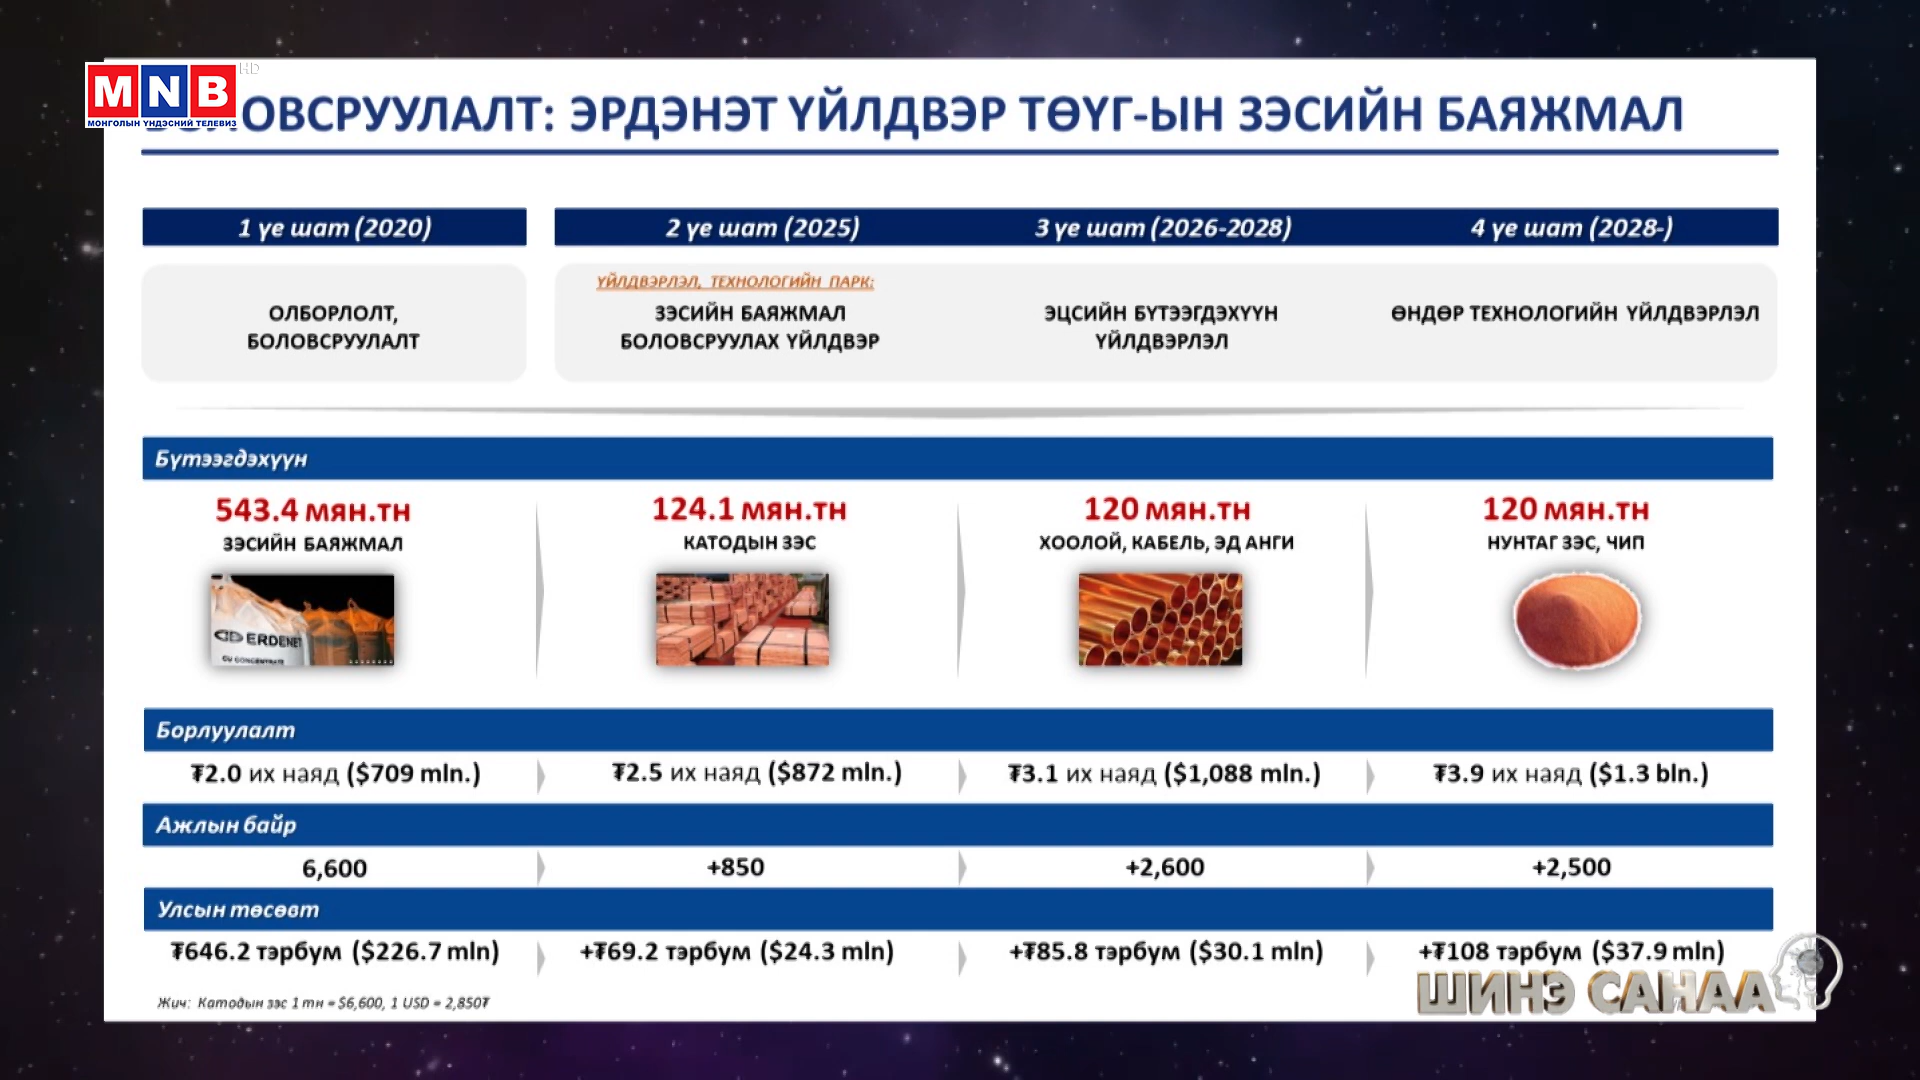 MNB HD
МОНГОЛЫН ҮНДЭСНИЙ ТЕЛЕВИЗ
ОВСРУУЛАЛТ: ЭРДЭНЭТ ҮЙЛДВЭР ТӨҮГ-ЫН ЗЭСИЙН БАЯЖМАЛ
1 үе шат (2020)
2 үе шат (2025)
3 үе шат (2026-2028)
4 үе шат (2028-)
ОЛБОРЛОЛТ,
БОЛОВСРУУЛАЛТ
ҮЙЛДВЭРЛЭЛ, ТЕХНОЛОГИЙН ПАРК:
ЗЭСИЙН БАЯЖМАЛ
БОЛОВСРУУЛАХ ҮЙЛДВЭР
ЭЦСИЙН БҮТЭЭГДЭХҮҮН
ҮЙЛДВЭРЛЭЛ
ӨНДӨР ТЕХНОЛОГИЙН ҮЙЛДВЭРЛЭЛ
Бүтээгдэхүүн
543.4 мян.тн
ЗЭСИЙН БАЯЖМАЛ
124.1 мян.тн
КАТОДЫН ЗЭС
120 мян.тн
ХООЛОЙ, КАБЕЛЬ, ЭД АНГИ
120 мян.тн
НУНТАГ ЗЭС, ЧИП
ERDENET
CU CONCENTRATE
Борлуулалт
₮2.0 их наяд ($709 mln.)
₮2.5 их наяд ($872 mln.)
₮3.1 их наяд ($1,088 mln.)
₮3.9 их наяд ($1.3 bln.)
Ажлын байр
6,600
+850
+2,600
+2,500
Улсын төсөвт
₮646.2 тэрбум ($226.7 mln)
+₮69.2 тэрбум ($24.3 mln)
+₮85.8 тэрбум ($30.1 mln)
+₮108 тэрбум ($37.9 mln)
Жич: Катодын зэс 1 тн = $6,600, 1 USD = 2,850₮
ШИНЭ САНАА